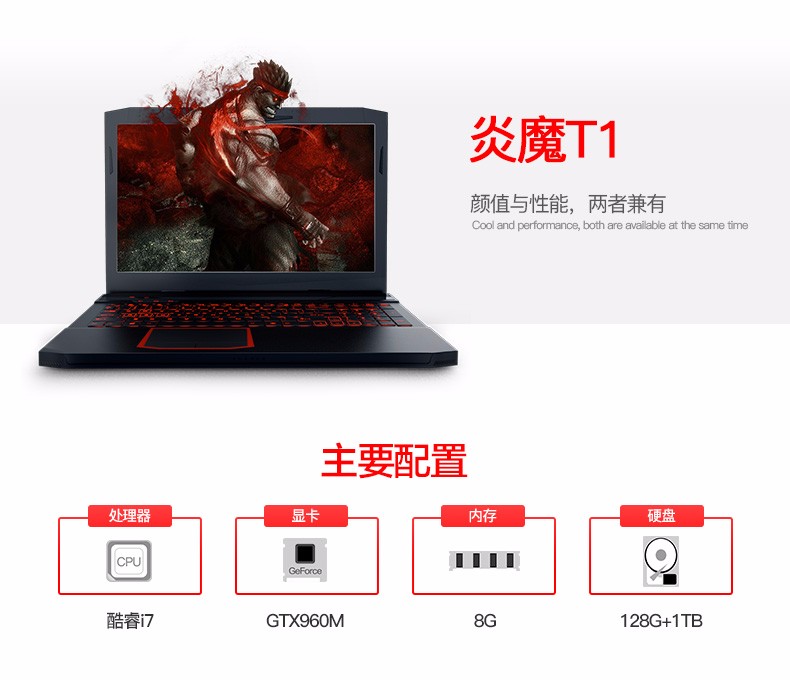 炎魔T1
颜值与性能，两者兼有
Cool and performance, both are available at the same time
主要配置
处理器
显卡
内存
硬盘
CPU
GeForce
酷睿i7
GTX960M
8G
128G+1TB